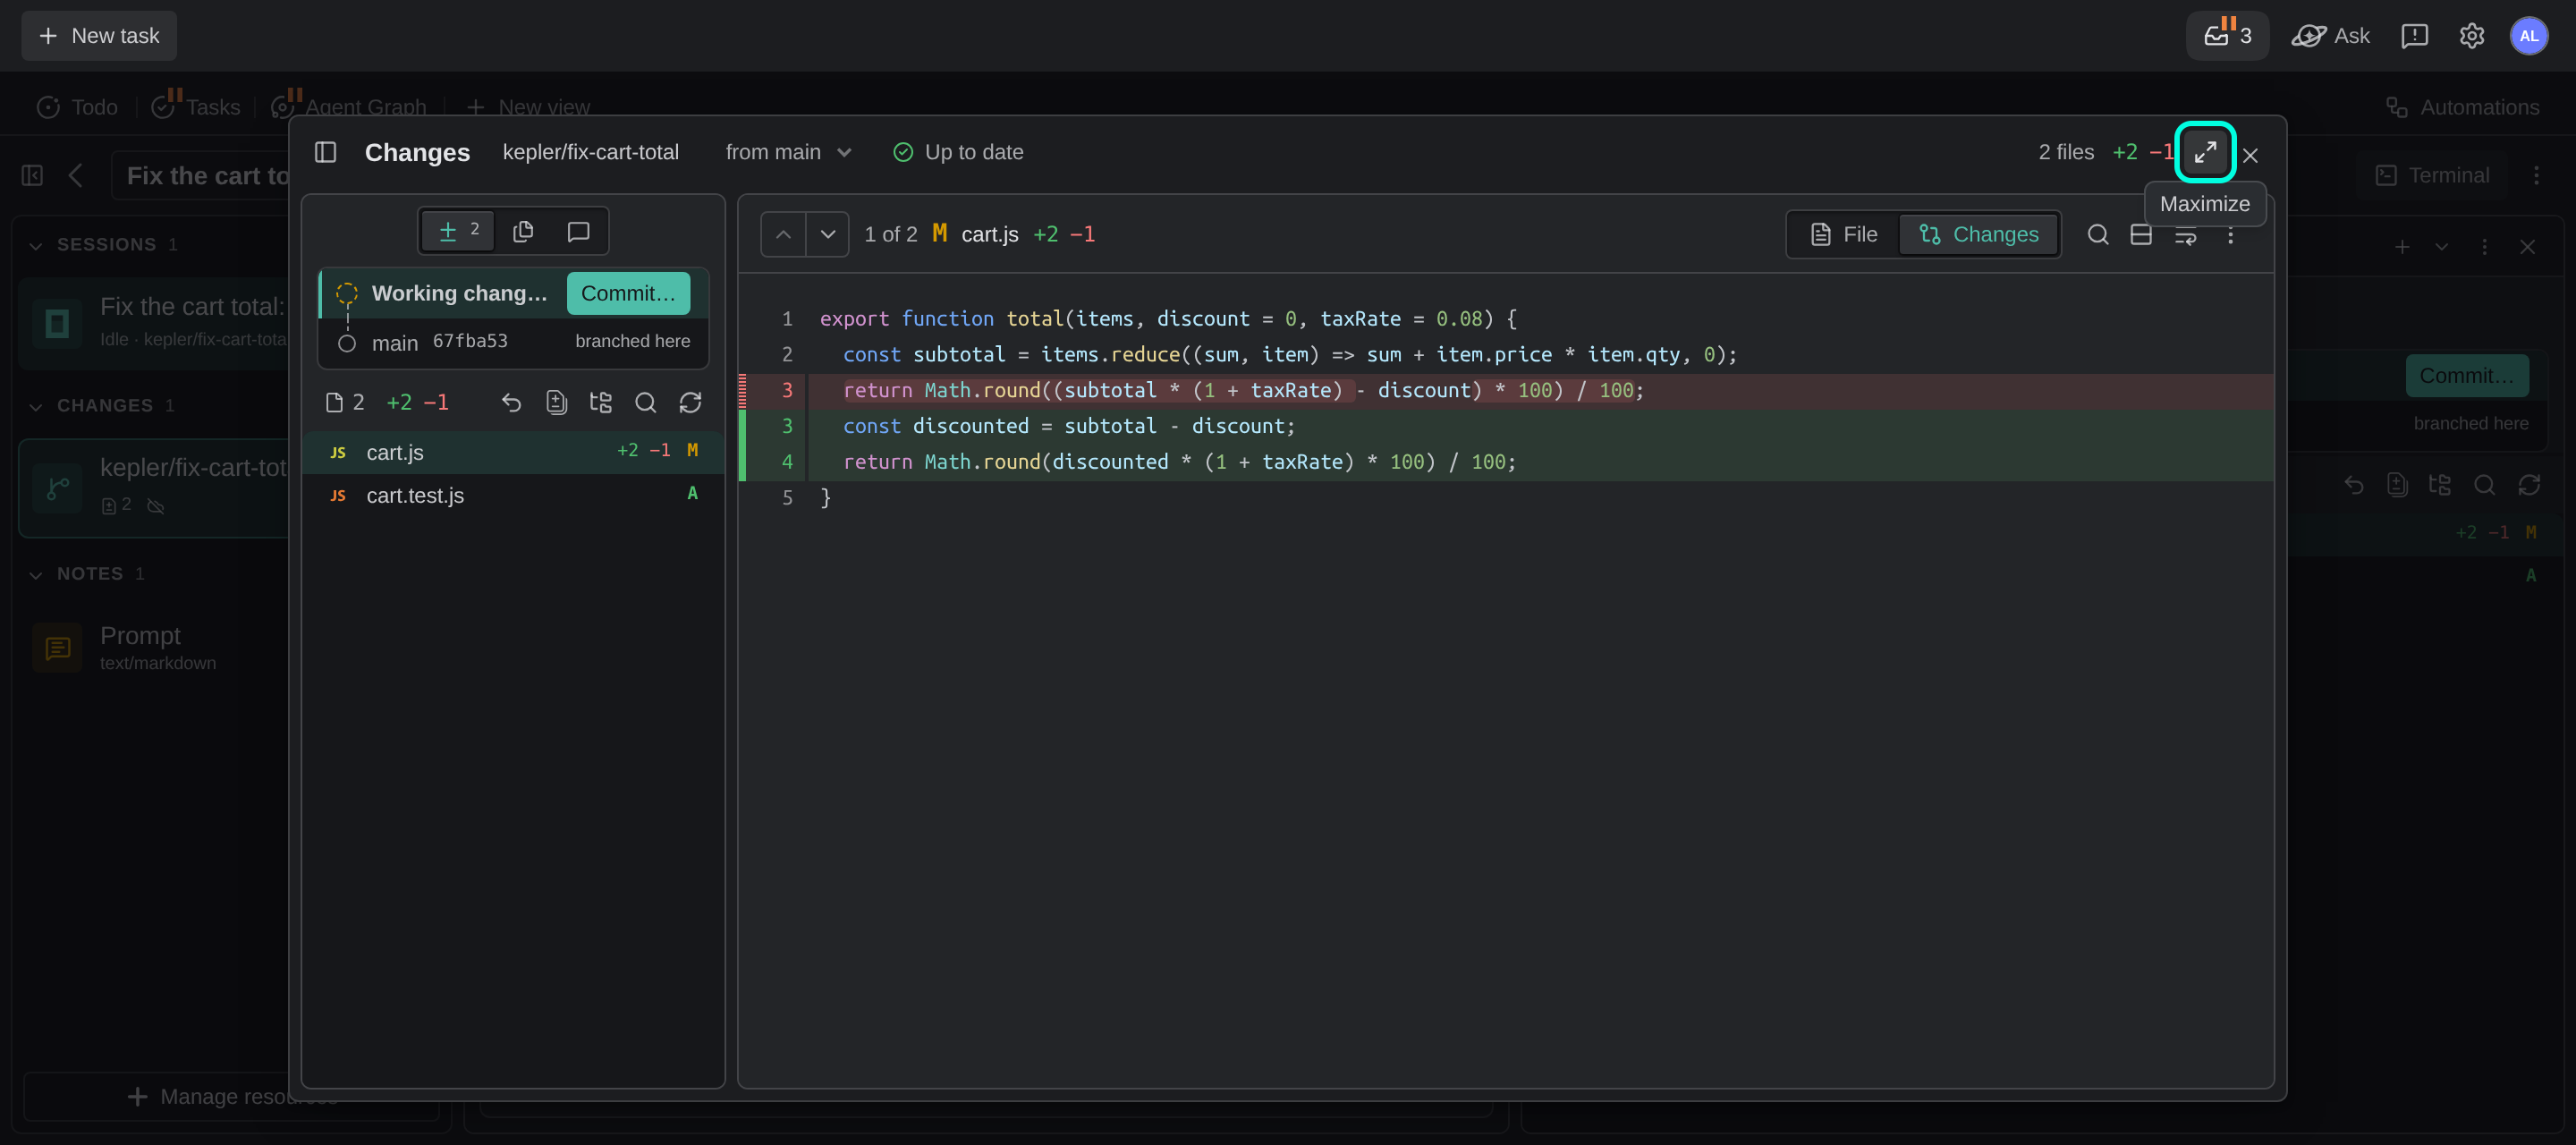 New task
3
Ask
AL
Todo
Tasks
Agent Graph
New view
Automations
Changes
kepler/fix-cart-total
from main
Up to date
2 files +2 −1
Maximize
Fix the cart to
Terminal
SESSIONS 1
Fix the cart total:
Idle · kepler/fix-cart-tota
CHANGES 1
kepler/fix-cart-tot
2
NOTES 1
Prompt
text/markdown
Manage resources
2
Working chang…
Commit…
main 67fba53 branched here
2 +2 −1
JS cart.js +2 −1 M
JS cart.test.js A
1 of 2 M cart.js +2 −1
File
Changes
1 export function total(items, discount = 0, taxRate = 0.08) {
2 const subtotal = items.reduce((sum, item) => sum + item.price * item.qty, 0);
3 return Math.round((subtotal * (1 + taxRate) - discount) * 100) / 100;
3 const discounted = subtotal - discount;
4 return Math.round(discounted * (1 + taxRate) * 100) / 100;
5 }
Commit…
branched here
+2 −1 M
A